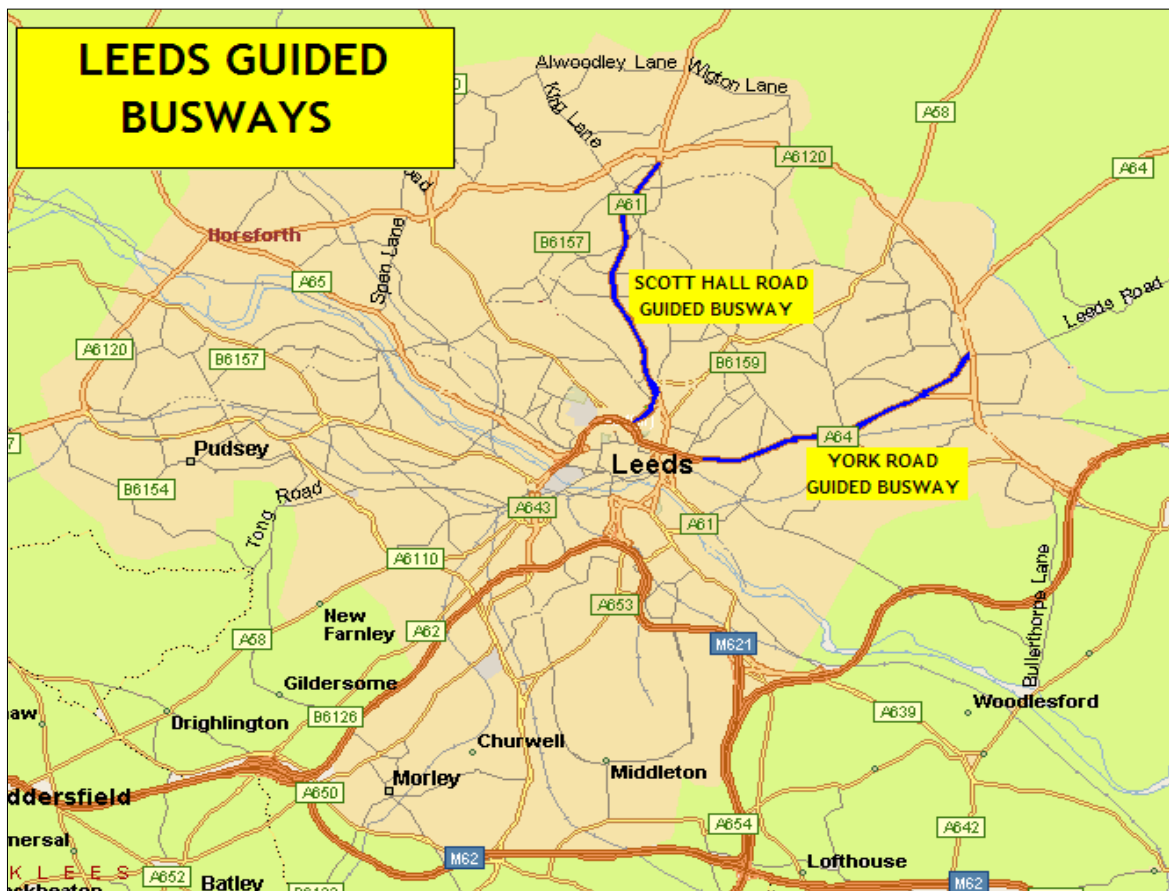 LEEDS GUIDED
BUSWAYS
Alwoodley Lane
Wigton Lane
King Lane
A58
A6120
A64
A61
Horsforth
B6157
Spen Lane
A65
SCOTT HALL ROAD
GUIDED BUSWAY
Leeds Road
A6120
B6157
B6159
A64
Pudsey
Leeds
YORK ROAD
GUIDED BUSWAY
B6154
Tong Road
A643
A61
A6110
Bullerthorpe Lane
New
Farnley
A653
A62
A58
M621
Gildersome
Woodlesford
Drighlington
B6126
A639
Churwell
Morley
Middleton
ddersfield
A650
A654
A642
mersal
M62
Lofthouse
KLEES
A652
Batley
M62